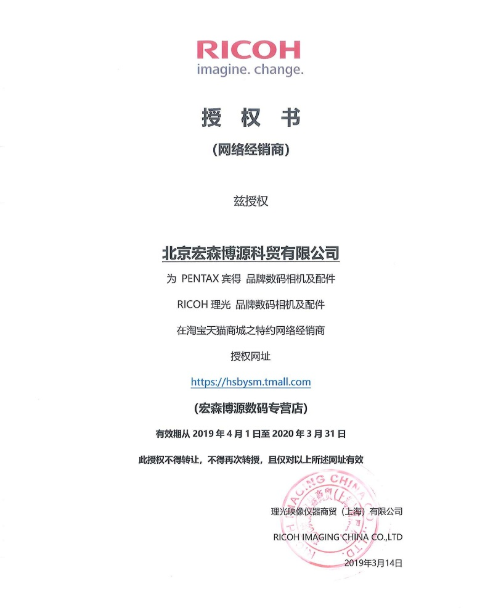 RICOH
imagine. change.
授 权 书
(网络经销商)
兹授权
北京宏森博源科贸有限公司
为 PENTAX 宾得 品牌数码相机及配件
RICOH 理光 品牌数码相机及配件
在淘宝天猫商城之特约网络经销商
授权网址
https://hsbysm.tmall.com
(宏森博源数码专营店)
有效期从 2019 年 4 月 1 日至 2020 年 3 月 31 日
此授权不得转让，不得再次转授，且仅对以上所述网址有效
理光映像仪器商贸（上海）有限公司
RICOH IMAGING CHINA CO.,LTD
2019年3月14日